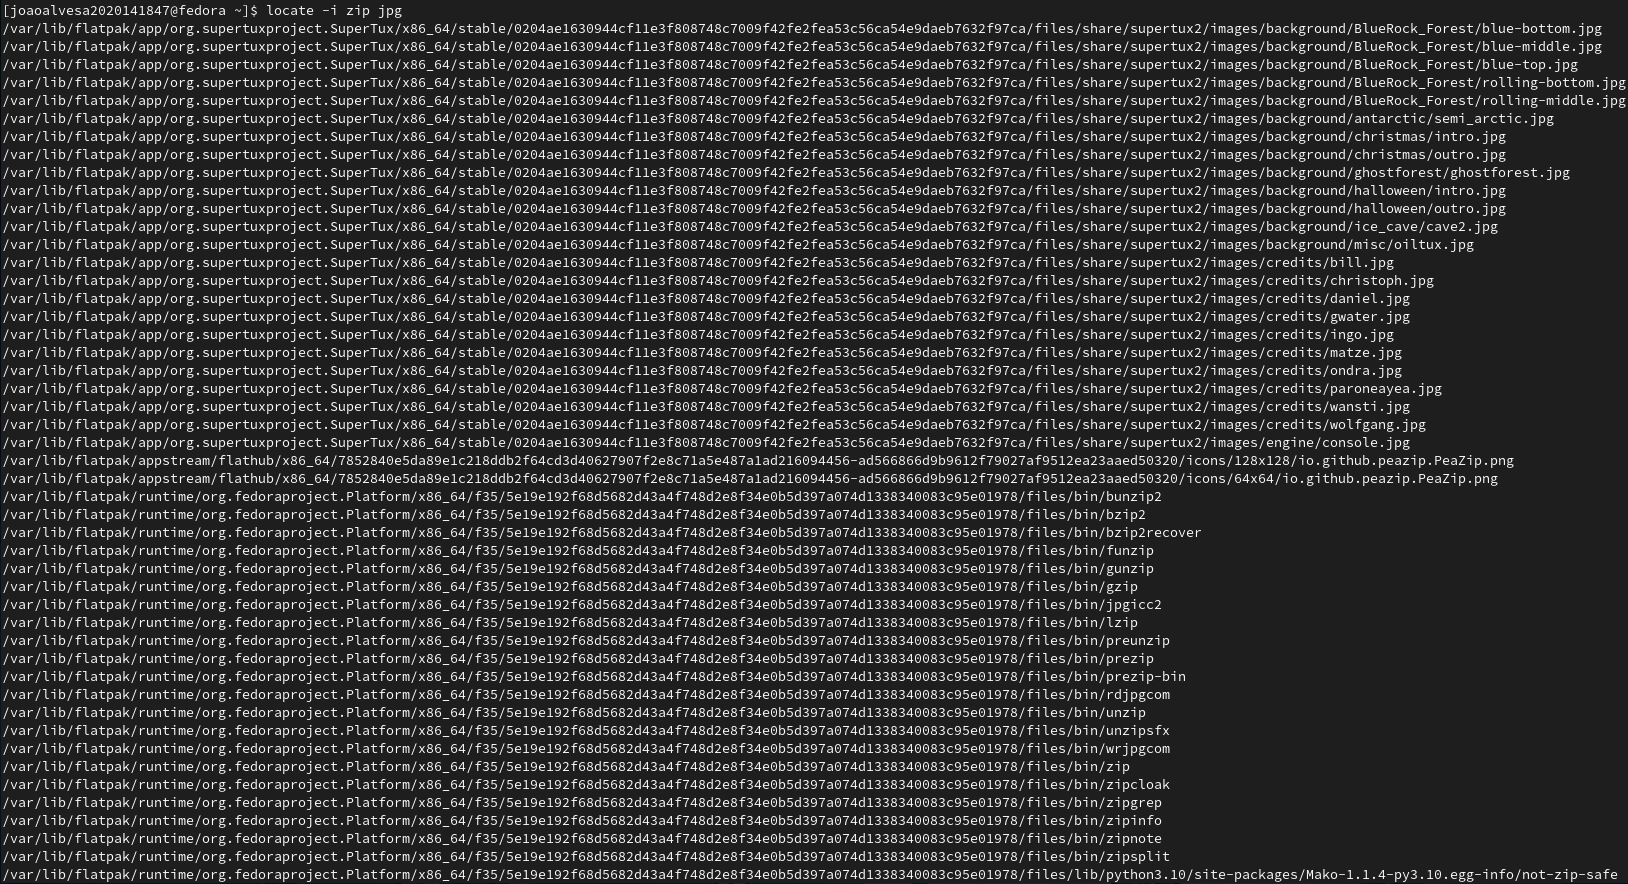 [joaoalvesa2020141847@fedora ~]$ locate -i zip jpg
/var/lib/flatpak/app/org.supertuxproject.SuperTux/x86_64/stable/0204ae1630944cf11e3f808748c7009f42fe2fea53c56ca54e9daeb7632f97ca/files/share/supertux2/images/background/BlueRock_Forest/blue-bottom.jpg
/var/lib/flatpak/app/org.supertuxproject.SuperTux/x86_64/stable/0204ae1630944cf11e3f808748c7009f42fe2fea53c56ca54e9daeb7632f97ca/files/share/supertux2/images/background/BlueRock_Forest/blue-middle.jpg
/var/lib/flatpak/app/org.supertuxproject.SuperTux/x86_64/stable/0204ae1630944cf11e3f808748c7009f42fe2fea53c56ca54e9daeb7632f97ca/files/share/supertux2/images/background/BlueRock_Forest/blue-top.jpg
/var/lib/flatpak/app/org.supertuxproject.SuperTux/x86_64/stable/0204ae1630944cf11e3f808748c7009f42fe2fea53c56ca54e9daeb7632f97ca/files/share/supertux2/images/background/BlueRock_Forest/rolling-bottom.jpg
/var/lib/flatpak/app/org.supertuxproject.SuperTux/x86_64/stable/0204ae1630944cf11e3f808748c7009f42fe2fea53c56ca54e9daeb7632f97ca/files/share/supertux2/images/background/BlueRock_Forest/rolling-middle.jpg
/var/lib/flatpak/app/org.supertuxproject.SuperTux/x86_64/stable/0204ae1630944cf11e3f808748c7009f42fe2fea53c56ca54e9daeb7632f97ca/files/share/supertux2/images/background/antarctic/semi_arctic.jpg
/var/lib/flatpak/app/org.supertuxproject.SuperTux/x86_64/stable/0204ae1630944cf11e3f808748c7009f42fe2fea53c56ca54e9daeb7632f97ca/files/share/supertux2/images/background/christmas/intro.jpg
/var/lib/flatpak/app/org.supertuxproject.SuperTux/x86_64/stable/0204ae1630944cf11e3f808748c7009f42fe2fea53c56ca54e9daeb7632f97ca/files/share/supertux2/images/background/christmas/outro.jpg
/var/lib/flatpak/app/org.supertuxproject.SuperTux/x86_64/stable/0204ae1630944cf11e3f808748c7009f42fe2fea53c56ca54e9daeb7632f97ca/files/share/supertux2/images/background/ghostforest/ghostforest.jpg
/var/lib/flatpak/app/org.supertuxproject.SuperTux/x86_64/stable/0204ae1630944cf11e3f808748c7009f42fe2fea53c56ca54e9daeb7632f97ca/files/share/supertux2/images/background/halloween/intro.jpg
/var/lib/flatpak/app/org.supertuxproject.SuperTux/x86_64/stable/0204ae1630944cf11e3f808748c7009f42fe2fea53c56ca54e9daeb7632f97ca/files/share/supertux2/images/background/halloween/outro.jpg
/var/lib/flatpak/app/org.supertuxproject.SuperTux/x86_64/stable/0204ae1630944cf11e3f808748c7009f42fe2fea53c56ca54e9daeb7632f97ca/files/share/supertux2/images/background/ice_cave/cave2.jpg
/var/lib/flatpak/app/org.supertuxproject.SuperTux/x86_64/stable/0204ae1630944cf11e3f808748c7009f42fe2fea53c56ca54e9daeb7632f97ca/files/share/supertux2/images/background/misc/oiltux.jpg
/var/lib/flatpak/app/org.supertuxproject.SuperTux/x86_64/stable/0204ae1630944cf11e3f808748c7009f42fe2fea53c56ca54e9daeb7632f97ca/files/share/supertux2/images/credits/bill.jpg
/var/lib/flatpak/app/org.supertuxproject.SuperTux/x86_64/stable/0204ae1630944cf11e3f808748c7009f42fe2fea53c56ca54e9daeb7632f97ca/files/share/supertux2/images/credits/christoph.jpg
/var/lib/flatpak/app/org.supertuxproject.SuperTux/x86_64/stable/0204ae1630944cf11e3f808748c7009f42fe2fea53c56ca54e9daeb7632f97ca/files/share/supertux2/images/credits/daniel.jpg
/var/lib/flatpak/app/org.supertuxproject.SuperTux/x86_64/stable/0204ae1630944cf11e3f808748c7009f42fe2fea53c56ca54e9daeb7632f97ca/files/share/supertux2/images/credits/gwater.jpg
/var/lib/flatpak/app/org.supertuxproject.SuperTux/x86_64/stable/0204ae1630944cf11e3f808748c7009f42fe2fea53c56ca54e9daeb7632f97ca/files/share/supertux2/images/credits/ingo.jpg
/var/lib/flatpak/app/org.supertuxproject.SuperTux/x86_64/stable/0204ae1630944cf11e3f808748c7009f42fe2fea53c56ca54e9daeb7632f97ca/files/share/supertux2/images/credits/matze.jpg
/var/lib/flatpak/app/org.supertuxproject.SuperTux/x86_64/stable/0204ae1630944cf11e3f808748c7009f42fe2fea53c56ca54e9daeb7632f97ca/files/share/supertux2/images/credits/ondra.jpg
/var/lib/flatpak/app/org.supertuxproject.SuperTux/x86_64/stable/0204ae1630944cf11e3f808748c7009f42fe2fea53c56ca54e9daeb7632f97ca/files/share/supertux2/images/credits/paroneayea.jpg
/var/lib/flatpak/app/org.supertuxproject.SuperTux/x86_64/stable/0204ae1630944cf11e3f808748c7009f42fe2fea53c56ca54e9daeb7632f97ca/files/share/supertux2/images/credits/wansti.jpg
/var/lib/flatpak/app/org.supertuxproject.SuperTux/x86_64/stable/0204ae1630944cf11e3f808748c7009f42fe2fea53c56ca54e9daeb7632f97ca/files/share/supertux2/images/credits/wolfgang.jpg
/var/lib/flatpak/app/org.supertuxproject.SuperTux/x86_64/stable/0204ae1630944cf11e3f808748c7009f42fe2fea53c56ca54e9daeb7632f97ca/files/share/supertux2/images/engine/console.jpg
/var/lib/flatpak/appstream/flathub/x86_64/7852840e5da89e1c218ddb2f64cd3d40627907f2e8c71a5e487a1ad216094456-ad566866d9b9612f79027af9512ea23aaed50320/icons/128x128/io.github.peazip.PeaZip.png
/var/lib/flatpak/appstream/flathub/x86_64/7852840e5da89e1c218ddb2f64cd3d40627907f2e8c71a5e487a1ad216094456-ad566866d9b9612f79027af9512ea23aaed50320/icons/64x64/io.github.peazip.PeaZip.png
/var/lib/flatpak/runtime/org.fedoraproject.Platform/x86_64/f35/5e19e192f68d5682d43a4f748d2e8f34e0b5d397a074d1338340083c95e01978/files/bin/bunzip2
/var/lib/flatpak/runtime/org.fedoraproject.Platform/x86_64/f35/5e19e192f68d5682d43a4f748d2e8f34e0b5d397a074d1338340083c95e01978/files/bin/bzip2
/var/lib/flatpak/runtime/org.fedoraproject.Platform/x86_64/f35/5e19e192f68d5682d43a4f748d2e8f34e0b5d397a074d1338340083c95e01978/files/bin/bzip2recover
/var/lib/flatpak/runtime/org.fedoraproject.Platform/x86_64/f35/5e19e192f68d5682d43a4f748d2e8f34e0b5d397a074d1338340083c95e01978/files/bin/funzip
/var/lib/flatpak/runtime/org.fedoraproject.Platform/x86_64/f35/5e19e192f68d5682d43a4f748d2e8f34e0b5d397a074d1338340083c95e01978/files/bin/gunzip
/var/lib/flatpak/runtime/org.fedoraproject.Platform/x86_64/f35/5e19e192f68d5682d43a4f748d2e8f34e0b5d397a074d1338340083c95e01978/files/bin/gzip
/var/lib/flatpak/runtime/org.fedoraproject.Platform/x86_64/f35/5e19e192f68d5682d43a4f748d2e8f34e0b5d397a074d1338340083c95e01978/files/bin/jpgicc2
/var/lib/flatpak/runtime/org.fedoraproject.Platform/x86_64/f35/5e19e192f68d5682d43a4f748d2e8f34e0b5d397a074d1338340083c95e01978/files/bin/lzip
/var/lib/flatpak/runtime/org.fedoraproject.Platform/x86_64/f35/5e19e192f68d5682d43a4f748d2e8f34e0b5d397a074d1338340083c95e01978/files/bin/preunzip
/var/lib/flatpak/runtime/org.fedoraproject.Platform/x86_64/f35/5e19e192f68d5682d43a4f748d2e8f34e0b5d397a074d1338340083c95e01978/files/bin/prezip
/var/lib/flatpak/runtime/org.fedoraproject.Platform/x86_64/f35/5e19e192f68d5682d43a4f748d2e8f34e0b5d397a074d1338340083c95e01978/files/bin/prezip-bin
/var/lib/flatpak/runtime/org.fedoraproject.Platform/x86_64/f35/5e19e192f68d5682d43a4f748d2e8f34e0b5d397a074d1338340083c95e01978/files/bin/rdjpgcom
/var/lib/flatpak/runtime/org.fedoraproject.Platform/x86_64/f35/5e19e192f68d5682d43a4f748d2e8f34e0b5d397a074d1338340083c95e01978/files/bin/unzip
/var/lib/flatpak/runtime/org.fedoraproject.Platform/x86_64/f35/5e19e192f68d5682d43a4f748d2e8f34e0b5d397a074d1338340083c95e01978/files/bin/unzipsfx
/var/lib/flatpak/runtime/org.fedoraproject.Platform/x86_64/f35/5e19e192f68d5682d43a4f748d2e8f34e0b5d397a074d1338340083c95e01978/files/bin/wrjpgcom
/var/lib/flatpak/runtime/org.fedoraproject.Platform/x86_64/f35/5e19e192f68d5682d43a4f748d2e8f34e0b5d397a074d1338340083c95e01978/files/bin/zip
/var/lib/flatpak/runtime/org.fedoraproject.Platform/x86_64/f35/5e19e192f68d5682d43a4f748d2e8f34e0b5d397a074d1338340083c95e01978/files/bin/zipcloak
/var/lib/flatpak/runtime/org.fedoraproject.Platform/x86_64/f35/5e19e192f68d5682d43a4f748d2e8f34e0b5d397a074d1338340083c95e01978/files/bin/zipgrep
/var/lib/flatpak/runtime/org.fedoraproject.Platform/x86_64/f35/5e19e192f68d5682d43a4f748d2e8f34e0b5d397a074d1338340083c95e01978/files/bin/zipinfo
/var/lib/flatpak/runtime/org.fedoraproject.Platform/x86_64/f35/5e19e192f68d5682d43a4f748d2e8f34e0b5d397a074d1338340083c95e01978/files/bin/zipnote
/var/lib/flatpak/runtime/org.fedoraproject.Platform/x86_64/f35/5e19e192f68d5682d43a4f748d2e8f34e0b5d397a074d1338340083c95e01978/files/bin/zipsplit
/var/lib/flatpak/runtime/org.fedoraproject.Platform/x86_64/f35/5e19e192f68d5682d43a4f748d2e8f34e0b5d397a074d1338340083c95e01978/files/lib/python3.10/site-packages/Mako-1.1.4-py3.10.egg-info/not-zip-safe